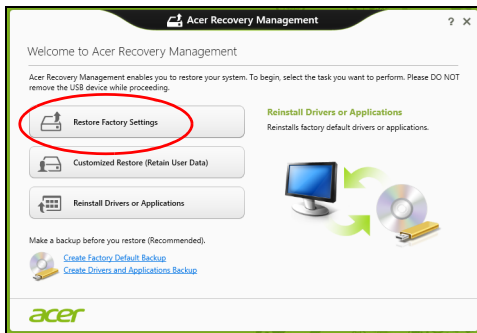 Acer Recovery Management
? X
Welcome to Acer Recovery Management
Acer Recovery Management enables you to restore your system. To begin, select the task you want to perform. Please DO NOT
remove the USB device while proceeding.
Restore Factory Settings
Reinstall Drivers or Applications
Reinstalls factory default drivers or applications.
Customized Restore (Retain User Data)
Reinstall Drivers or Applications
Make a backup before you restore (Recommended).
Create Factory Default Backup
Create Drivers and Applications Backup
acer